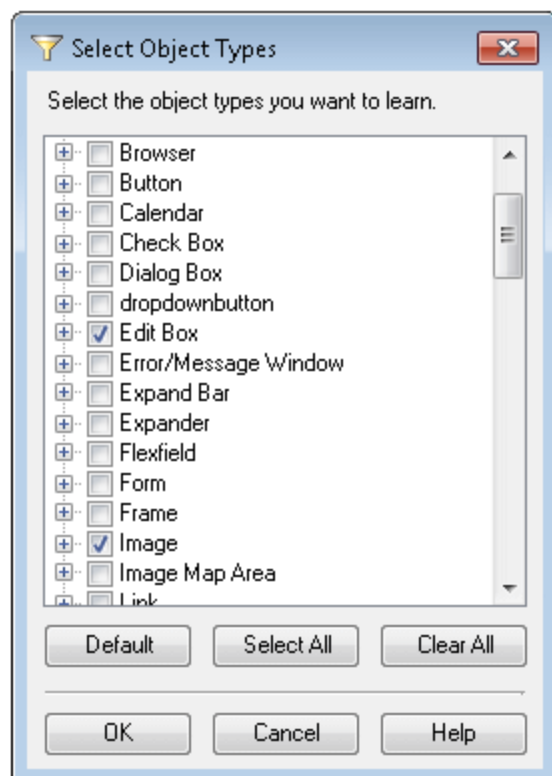 Select Object Types
Select the object types you want to learn.
Browser
Button
Calendar
Check Box
Dialog Box
dropdownbutton
Edit Box
Error/Message Window
Expand Bar
Expander
Flexfield
Form
Frame
Image
Image Map Area
Link
Default Select All Clear All
OK Cancel Help